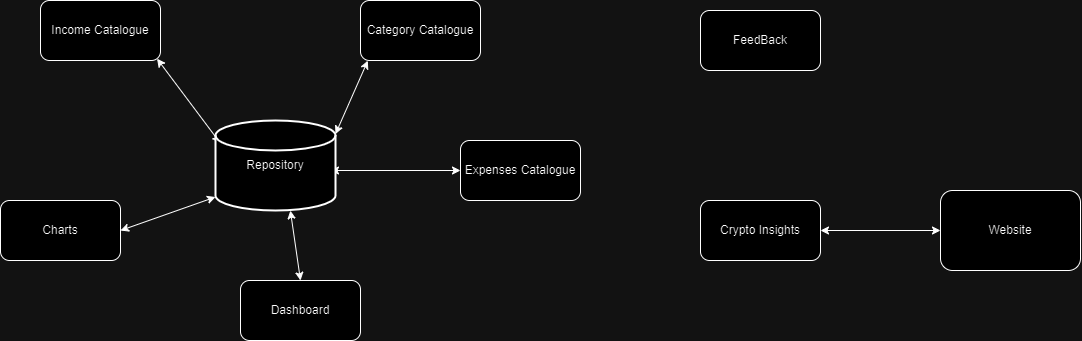 Income Catalogue
Category Catalogue
FeedBack
Repository
Expenses Catalogue
Charts
Crypto Insights
Website
Dashboard